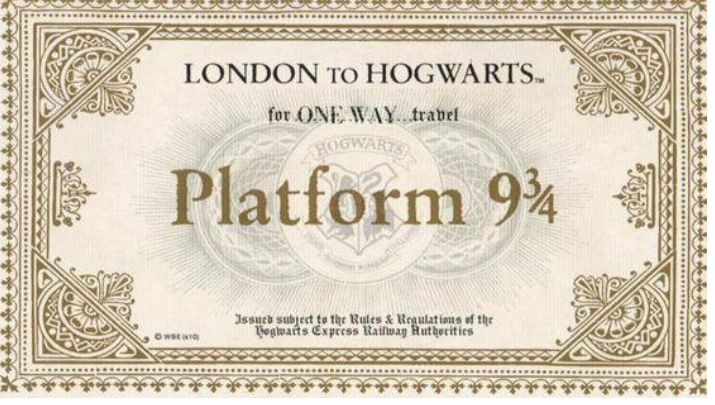 LONDON TO HOGWARTS™
for ONE WAY...travel
HOGWARTS
Platform 9¾
Issued subject to the Rules & Regulations of the
Hogwarts Express Railway Authorities
© WBE (s10)